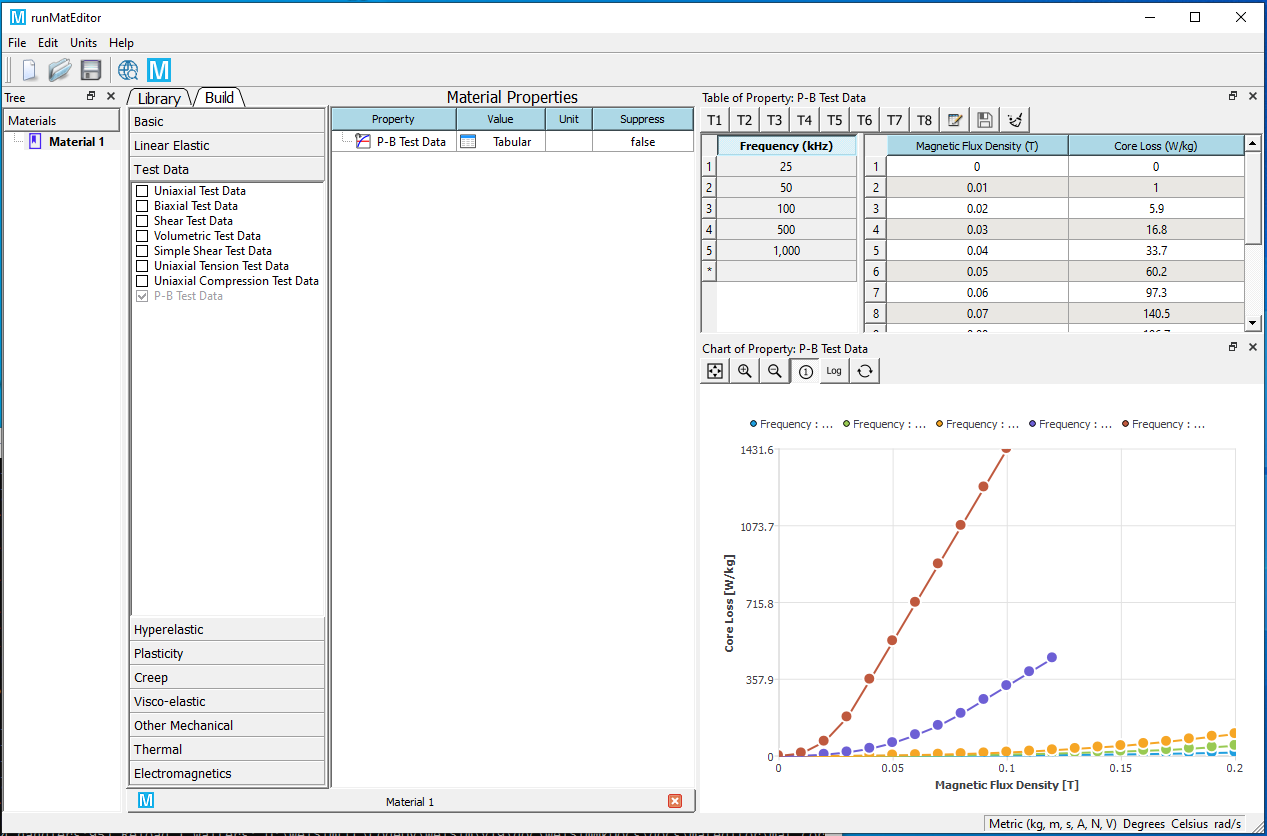 M runMatEditor
File Edit Units Help
M
Tree
Materials
Material 1
Library Build
Basic
Linear Elastic
Test Data
Uniaxial Test Data
Biaxial Test Data
Shear Test Data
Volumetric Test Data
Simple Shear Test Data
Uniaxial Tension Test Data
Uniaxial Compression Test Data
P-B Test Data
Hyperelastic
Plasticity
Creep
Visco-elastic
Other Mechanical
Thermal
Electromagnetics
Material Properties
Property Value Unit Suppress
P-B Test Data Tabular false
M Material 1
Table of Property: P-B Test Data
T1 T2 T3 T4 T5 T6 T7 T8
Frequency (kHz)
1 25
2 50
3 100
4 500
5 1,000
*
Magnetic Flux Density (T) Core Loss (W/kg)
1 0 0
2 0.01 1
3 0.02 5.9
4 0.03 16.8
5 0.04 33.7
6 0.05 60.2
7 0.06 97.3
8 0.07 140.5
Chart of Property: P-B Test Data
1 Log
Frequency : ... Frequency : ... Frequency : ... Frequency : ... Frequency : ...
1431.6
1073.7
715.8
357.9
0
Core Loss [W/kg]
0 0.05 0.1 0.15 0.2
Magnetic Flux Density [T]
Metric (kg, m, s, A, N, V) Degrees Celsius rad/s